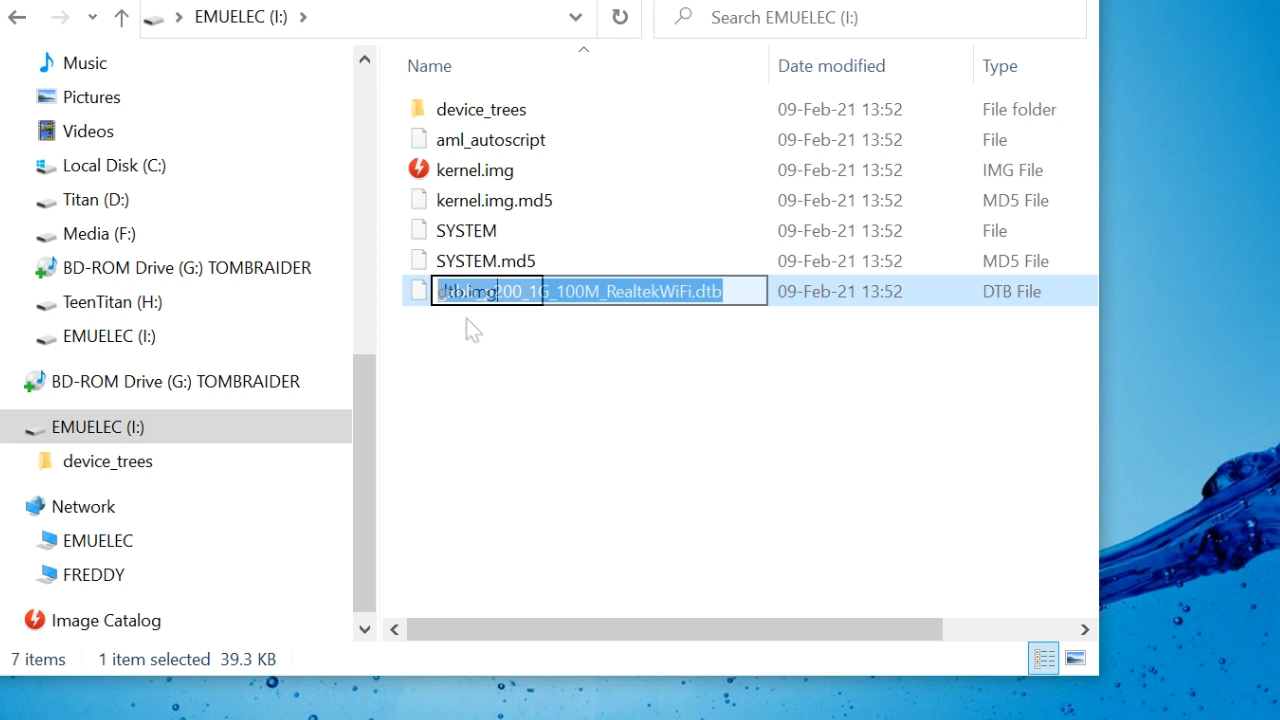 EMUELEC (I:)
Search EMUELEC (I:)
Music
Pictures
Videos
Local Disk (C:)
Titan (D:)
Media (F:)
BD-ROM Drive (G:) TOMBRAIDER
TeenTitan (H:)
EMUELEC (I:)
BD-ROM Drive (G:) TOMBRAIDER
EMUELEC (I:)
device_trees
Network
EMUELEC
FREDDY
Image Catalog
Name Date modified Type
device_trees 09-Feb-21 13:52 File folder
aml_autoscript 09-Feb-21 13:52 File
kernel.img 09-Feb-21 13:52 IMG File
kernel.img.md5 09-Feb-21 13:52 MD5 File
SYSTEM 09-Feb-21 13:52 File
SYSTEM.md5 09-Feb-21 13:52 MD5 File
dtb.img 200_1G_100M_RealtekWiFi.dtb 09-Feb-21 13:52 DTB File
7 items 1 item selected 39.3 KB